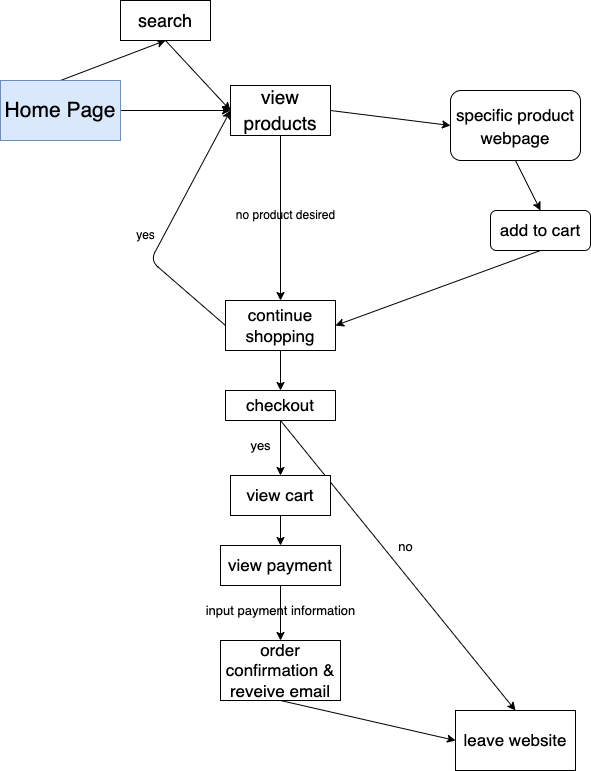 search
Home Page
view
products
specific product
webpage
add to cart
no product desired
yes
continue
shopping
checkout
yes
view cart
no
view payment
input payment information
order
confirmation &
reveive email
leave website